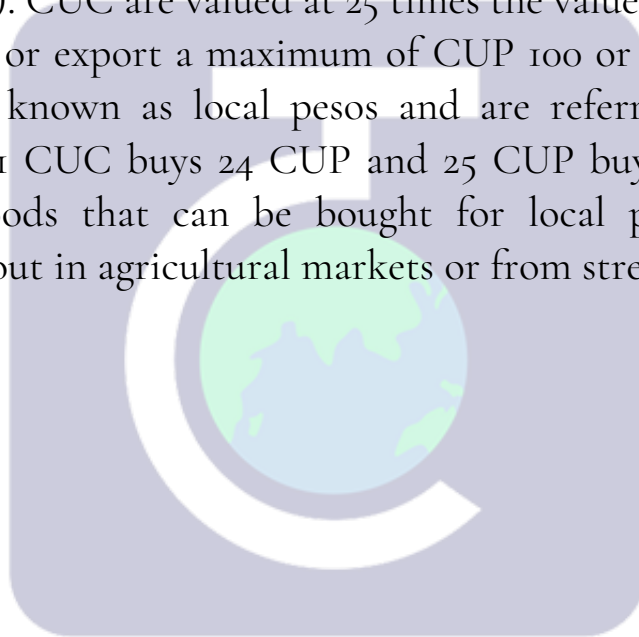 ). CUC are valued at 25 times the value
or export a maximum of CUP 100 or
known as local pesos and are referr
1 CUC buys 24 CUP and 25 CUP buy
ods that can be bought for local p
out in agricultural markets or from stre